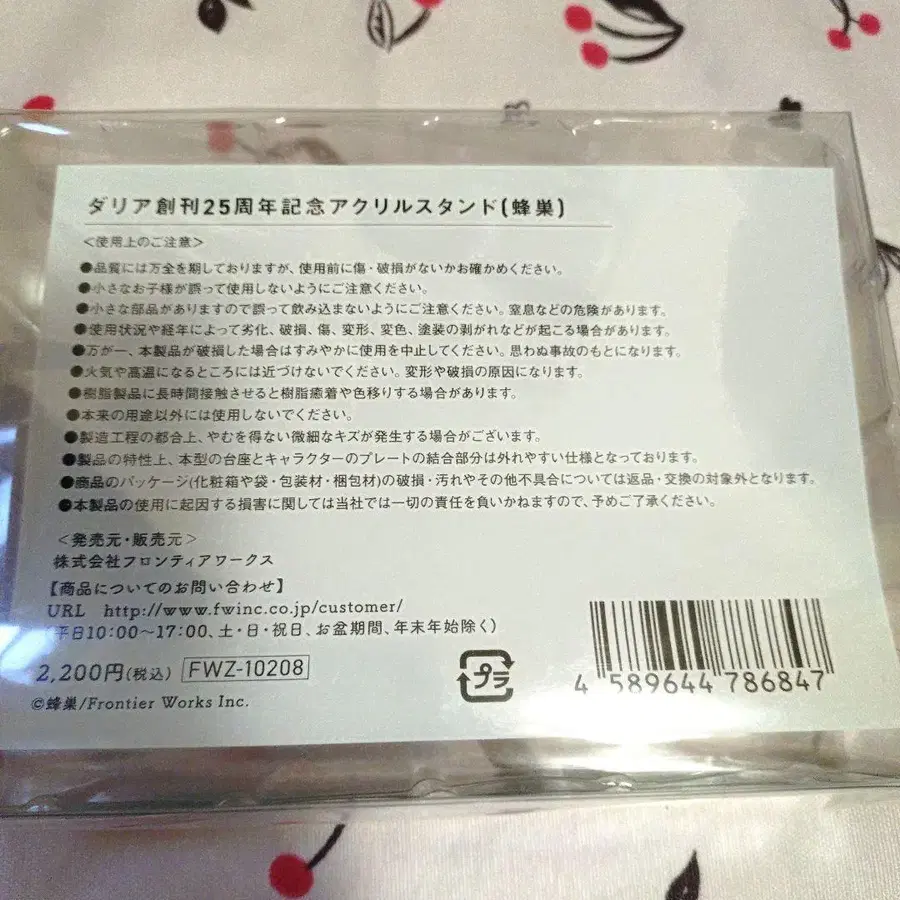 ダリア創刊25周年記念アクリルスタンド(蜂巣)
＜使用上のご注意＞
●品質には万全を期しておりますが、使用前に傷・破損がないかお確かめください。
●小さなお子様が誤って使用しないようにご注意ください。
●小さな部品がありますので誤って飲み込まないようにご注意ください。窒息などの危険があります。
●使用状況や経年によって劣化、破損、傷、変形、変色、塗装の剥がれなどが起こる場合があります。
●万が一、本製品が破損した場合はすみやかに使用を中止してください。思わぬ事故のもとになります。
●火気や高温になるところには近づけないでください。変形や破損の原因になります。
●樹脂製品に長時間接触させると樹脂癒着や色移りする場合があります。
●本来の用途以外には使用しないでください。
●製造工程の都合上、やむを得ない微細なキズが発生する場合がございます。
●製品の特性上、本型の台座とキャラクターのプレートの結合部分は外れやすい仕様となっております。
●商品のパッケージ(化粧箱や袋・包装材・梱包材)の破損・汚れやその他不具合については返品・交換の対象外となります。
●本製品の使用に起因する損害に関しては当社では一切の責任を負いかねますので、予めご了承ください。
＜発売元・販売元＞
株式会社フロンティアワークス
【商品についてのお問い合わせ】
URL http://www.fwinc.co.jp/customer/
(平日10:00〜17:00、土・日・祝日、お盆期間、年末年始除く)
2,200円(税込) FWZ-10208
プラ
4 589644 786847
©蜂巣/Frontier Works Inc.